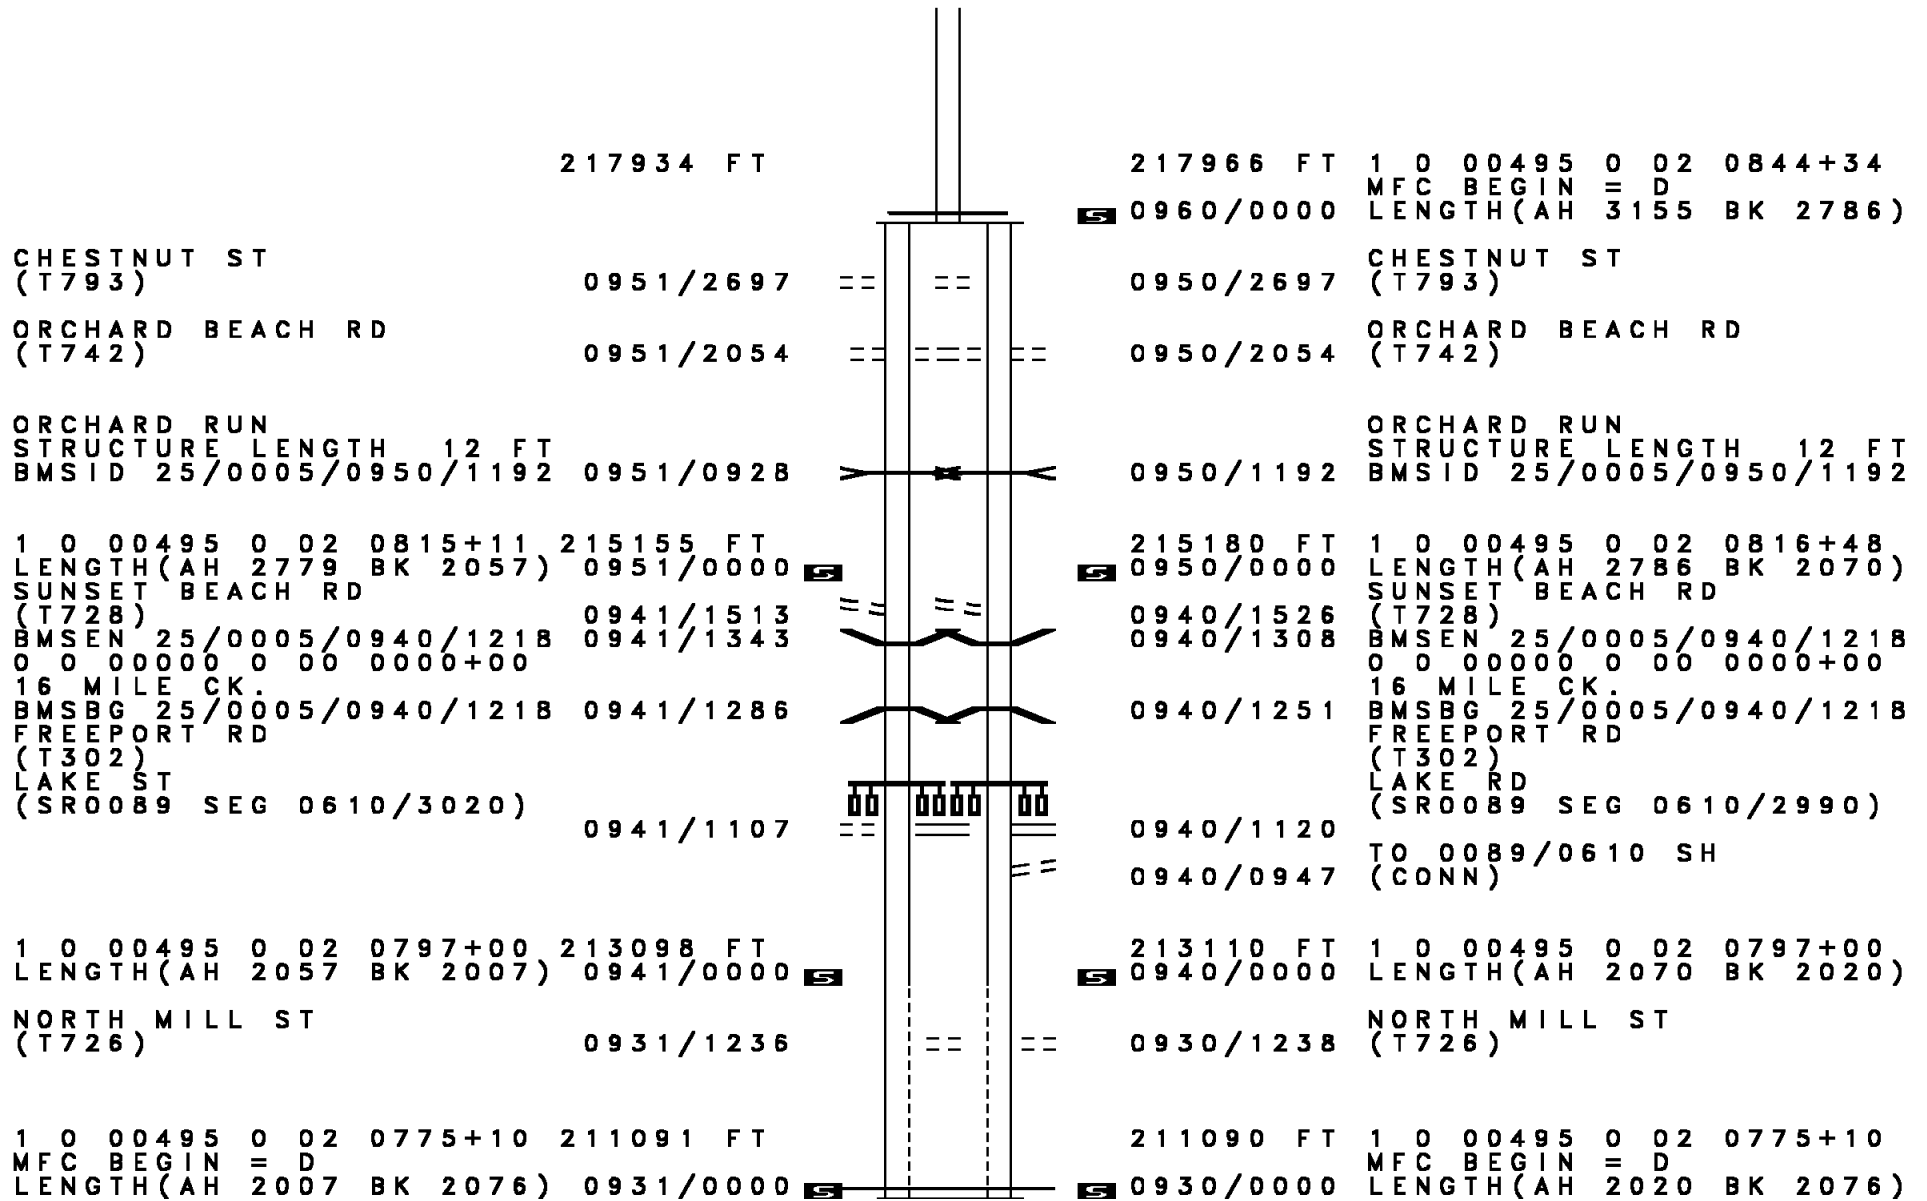 217934 FT 217966 FT 1 0 00495 0 02 0844+34
MFC BEGIN = D
S 0960/0000 LENGTH(AH 3155 BK 2786)
CHESTNUT ST CHESTNUT ST
(T793) 0951/2697 0950/2697 (T793)
ORCHARD BEACH RD ORCHARD BEACH RD
(T742) 0951/2054 0950/2054 (T742)
ORCHARD RUN ORCHARD RUN
STRUCTURE LENGTH 12 FT STRUCTURE LENGTH 12 FT
BMSID 25/0005/0950/1192 0951/0928 0950/1192 BMSID 25/0005/0950/1192
1 0 00495 0 02 0815+11 215155 FT 215180 FT 1 0 00495 0 02 0816+48
LENGTH(AH 2779 BK 2057) 0951/0000 S S 0950/0000 LENGTH(AH 2786 BK 2070)
SUNSET BEACH RD SUNSET BEACH RD
(T728) 0941/1513 0940/1526 (T728)
BMSEN 25/0005/0940/1218 0941/1343 0940/1308 BMSEN 25/0005/0940/1218
0 0 00000 0 00 0000+00 0 0 00000 0 00 0000+00
16 MILE CK. 16 MILE CK.
BMSBG 25/0005/0940/1218 0941/1286 0940/1251 BMSBG 25/0005/0940/1218
FREEPORT RD FREEPORT RD
(T302) (T302)
LAKE ST LAKE RD
(SR0089 SEG 0610/3020) (SR0089 SEG 0610/2990)
0941/1107 0940/1120
TO 0089/0610 SH
0940/0947 (CONN)
1 0 00495 0 02 0797+00 213098 FT 213110 FT 1 0 00495 0 02 0797+00
LENGTH(AH 2057 BK 2007) 0941/0000 S S 0940/0000 LENGTH(AH 2070 BK 2020)
NORTH MILL ST NORTH MILL ST
(T726) 0931/1236 0930/1238 (T726)
1 0 00495 0 02 0775+10 211091 FT 211090 FT 1 0 00495 0 02 0775+10
MFC BEGIN = D MFC BEGIN = D
LENGTH(AH 2007 BK 2076) 0931/0000 S S 0930/0000 LENGTH(AH 2020 BK 2076)